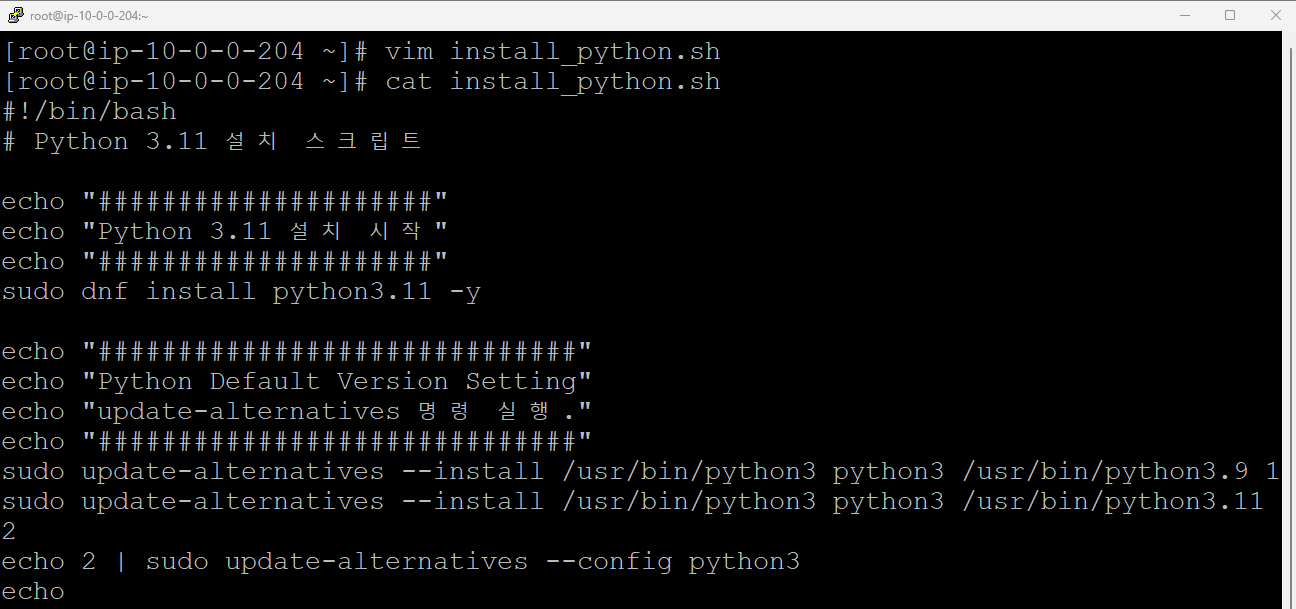 root@ip-10-0-0-204:~
[root@ip-10-0-0-204 ~]# vim install_python.sh
[root@ip-10-0-0-204 ~]# cat install_python.sh
#!/bin/bash
# Python 3.11 설치 스크립트
echo "#####################"
echo "Python 3.11 설치 시작"
echo "#####################"
sudo dnf install python3.11 -y
echo "##############################"
echo "Python Default Version Setting"
echo "update-alternatives 명령 실행."
echo "##############################"
sudo update-alternatives --install /usr/bin/python3 python3 /usr/bin/python3.9 1
sudo update-alternatives --install /usr/bin/python3 python3 /usr/bin/python3.11
2
echo 2 | sudo update-alternatives --config python3
echo